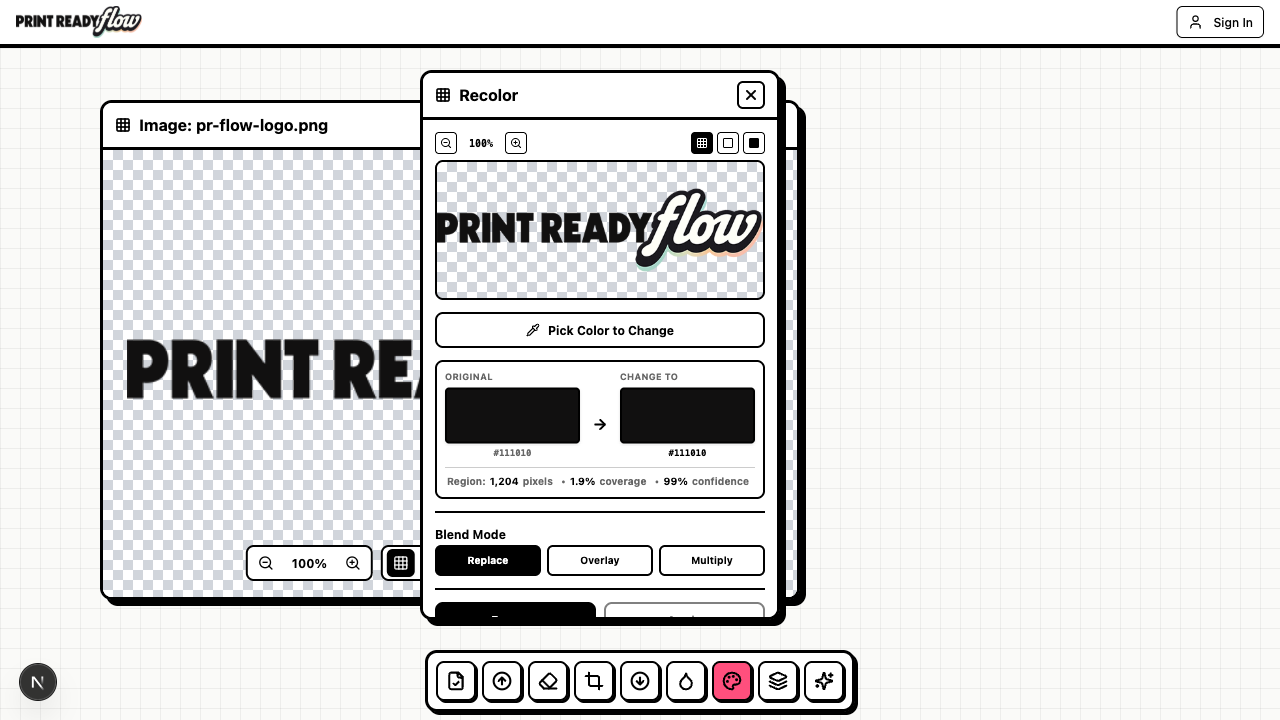 PRINT READY flow
Sign In
Recolor
Image: pr-flow-logo.png
100%
PRINT READY flow
PRINT REA
Pick Color to Change
ORIGINAL
CHANGE TO
#111010
#111010
Region: 1,204 pixels • 1.9% coverage • 99% confidence
Blend Mode
Replace
Overlay
Multiply
100%
N